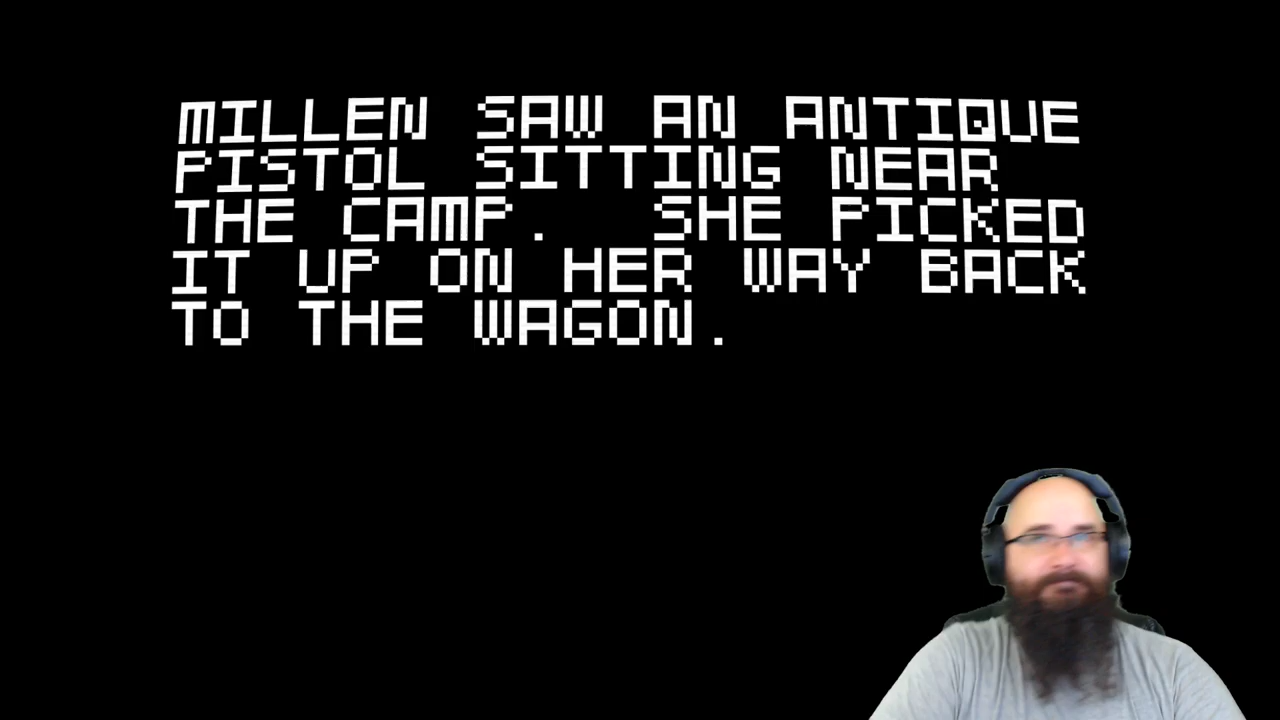 MILLEN SAW AN ANTIQUE
PISTOL SITTING NEAR
THE CAMP.  SHE PICKED
IT UP ON HER WAY BACK
TO THE WAGON.